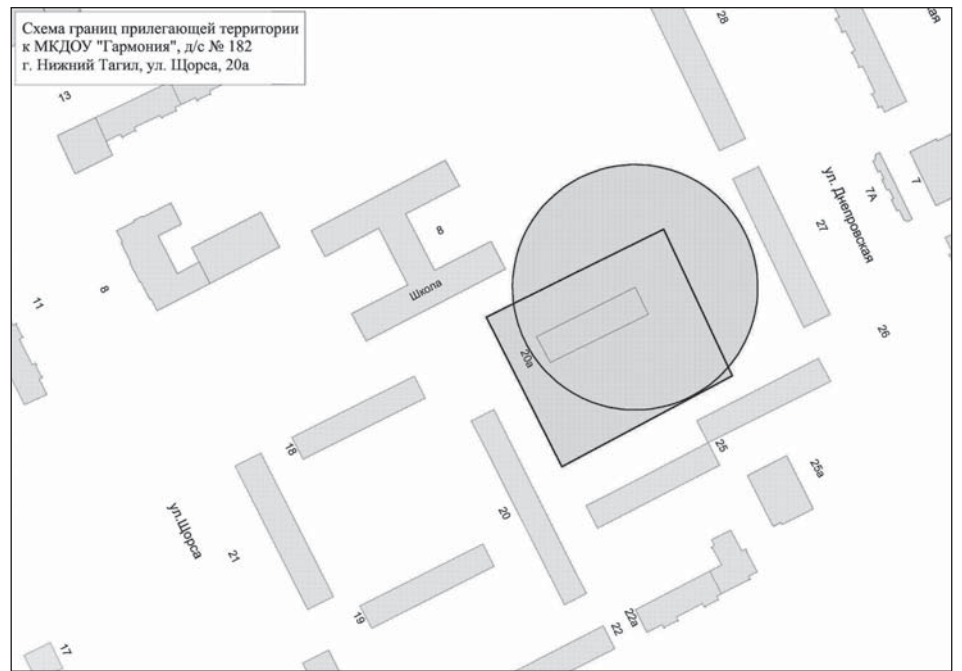 Схема границ прилегающей территории
к МКДОУ "Гармония", д/с № 182
г. Нижний Тагил, ул. Щорса, 20а
28
13
7
7А
ул. Днепровская
27
8
8
Школа
11
26
20а
18
25
25а
20
ул.Щорса
21
19
22а
22
17